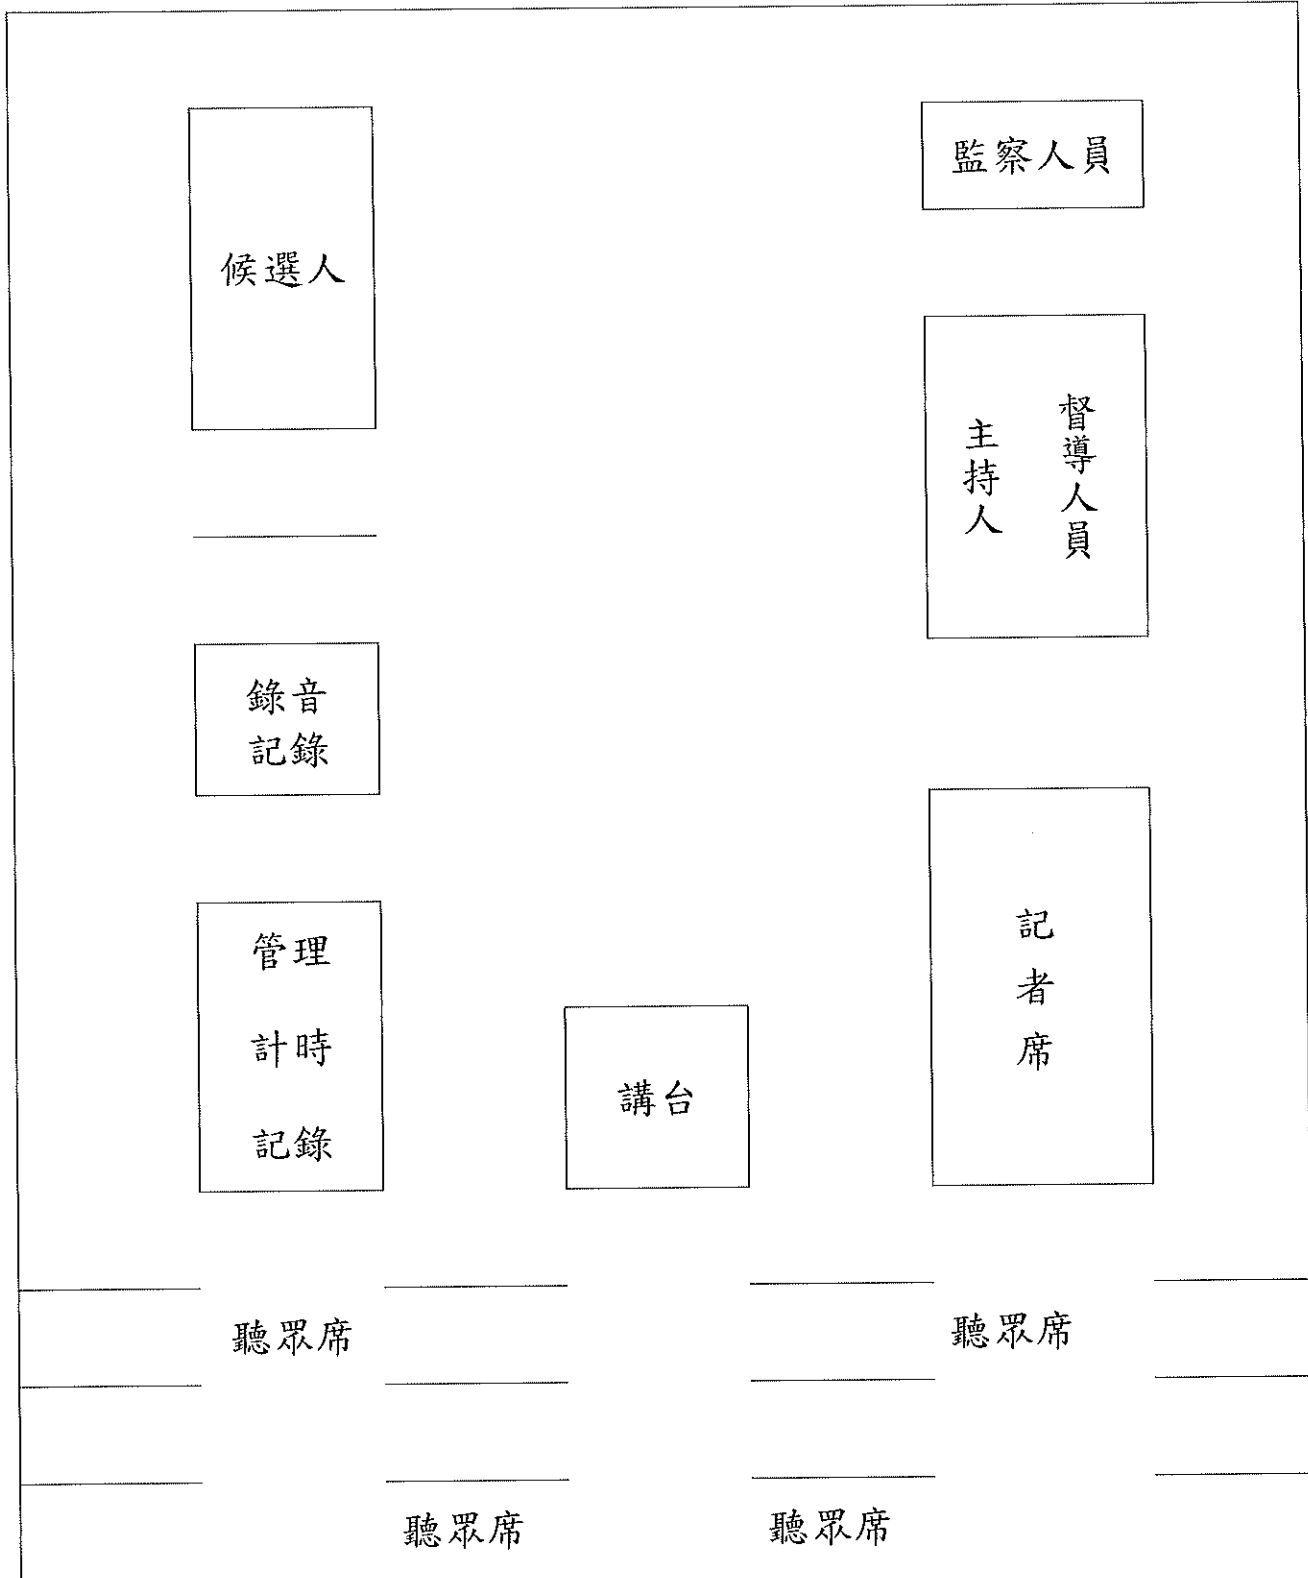 監察人員
候選人
督導人員
主持人
錄音
記錄
管理
計時
記錄
講台
記者席
聽眾席
聽眾席
聽眾席
聽眾席